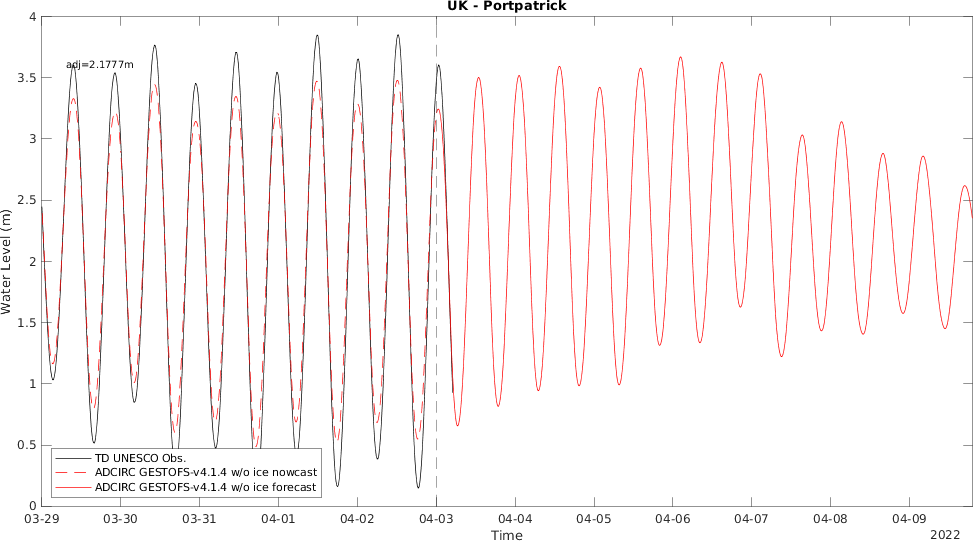 UK - Portpatrick
4
adj=2.1777m
3.5
3
2.5
2
1.5
1
0.5
0
Water Level (m)
TD UNESCO Obs.
ADCIRC GESTOFS-v4.1.4 w/o ice nowcast
ADCIRC GESTOFS-v4.1.4 w/o ice forecast
03-29 03-30 03-31 04-01 04-02 04-03 04-04 04-05 04-06 04-07 04-08 04-09
Time
2022